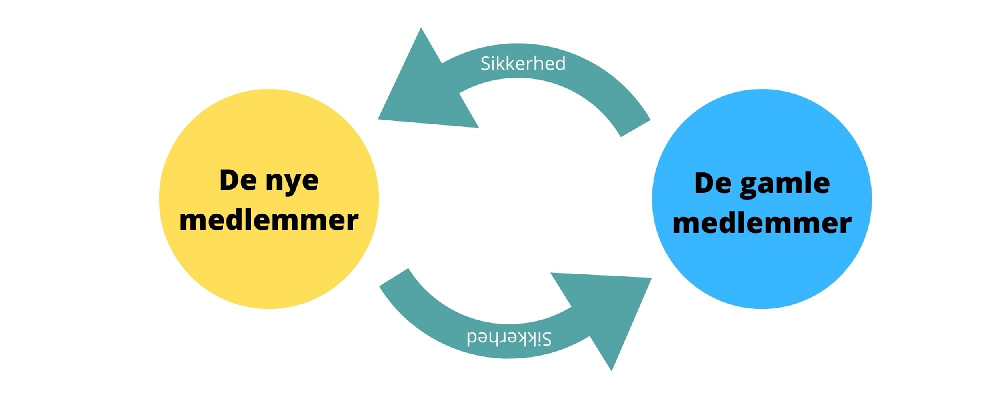 Sikkerhed
De nye
medlemmer
De gamle
medlemmer
Sikkerhed